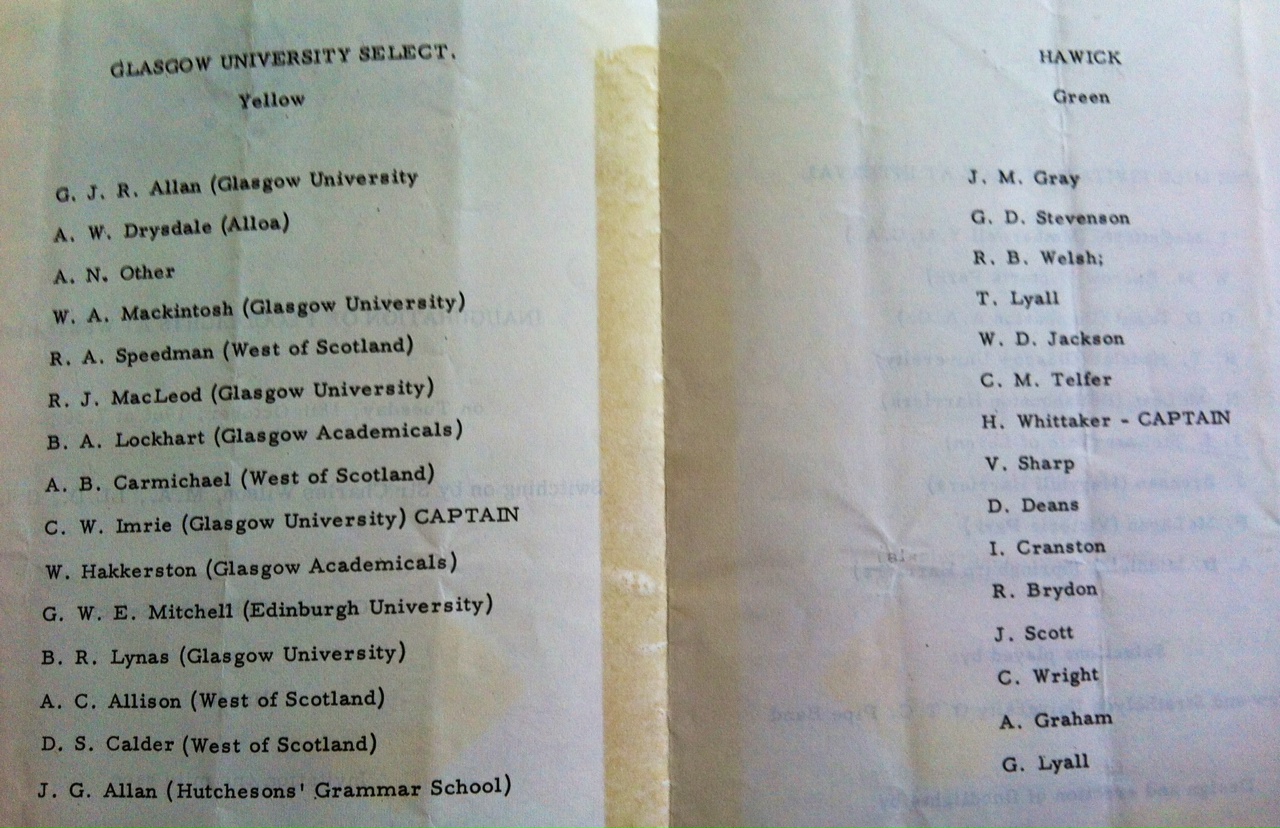 GLASGOW UNIVERSITY SELECT.
Yellow
G. J. R. Allan (Glasgow University
A. W. Drysdale (Alloa)
A. N. Other
W. A. Mackintosh (Glasgow University)
R. A. Speedman (West of Scotland)
R. J. MacLeod (Glasgow University)
B. A. Lockhart (Glasgow Academicals)
A. B. Carmichael (West of Scotland)
C. W. Imrie (Glasgow University) CAPTAIN
W. Hakkerston (Glasgow Academicals)
G. W. E. Mitchell (Edinburgh University)
B. R. Lynas (Glasgow University)
A. C. Allison (West of Scotland)
D. S. Calder (West of Scotland)
J. G. Allan (Hutchesons' Grammar School)
HAWICK
Green
J. M. Gray
G. D. Stevenson
R. B. Welsh;
T. Lyall
W. D. Jackson
C. M. Telfer
H. Whittaker - CAPTAIN
V. Sharp
D. Deans
I. Cranston
R. Brydon
J. Scott
C. Wright
A. Graham
G. Lyall